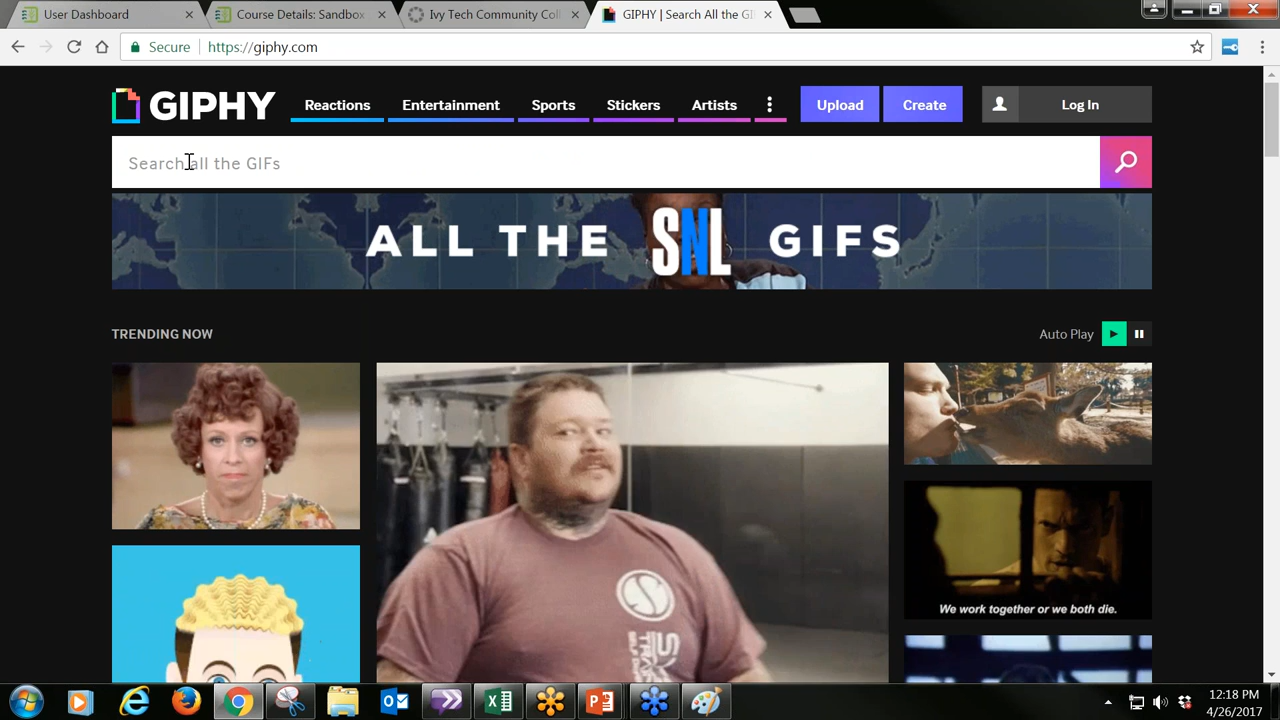 User Dashboard
Course Details: Sandbox
Ivy Tech Community Coll
GIPHY | Search All the GI
Secure
https://giphy.com
GIPHY
Reactions
Entertainment
Sports
Stickers
Artists
Upload
Create
Log In
Search all the GIFs
ALL THE SNL GIFS
TRENDING NOW
Auto Play
We work together or we both die.
12:18 PM
4/26/2017